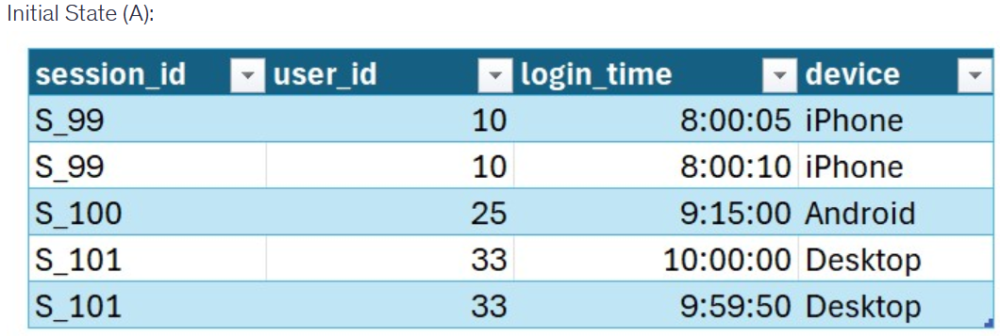 Initial State (A):
session_id user_id login_time device
S_99 10 8:00:05 iPhone
S_99 10 8:00:10 iPhone
S_100 25 9:15:00 Android
S_101 33 10:00:00 Desktop
S_101 33 9:59:50 Desktop